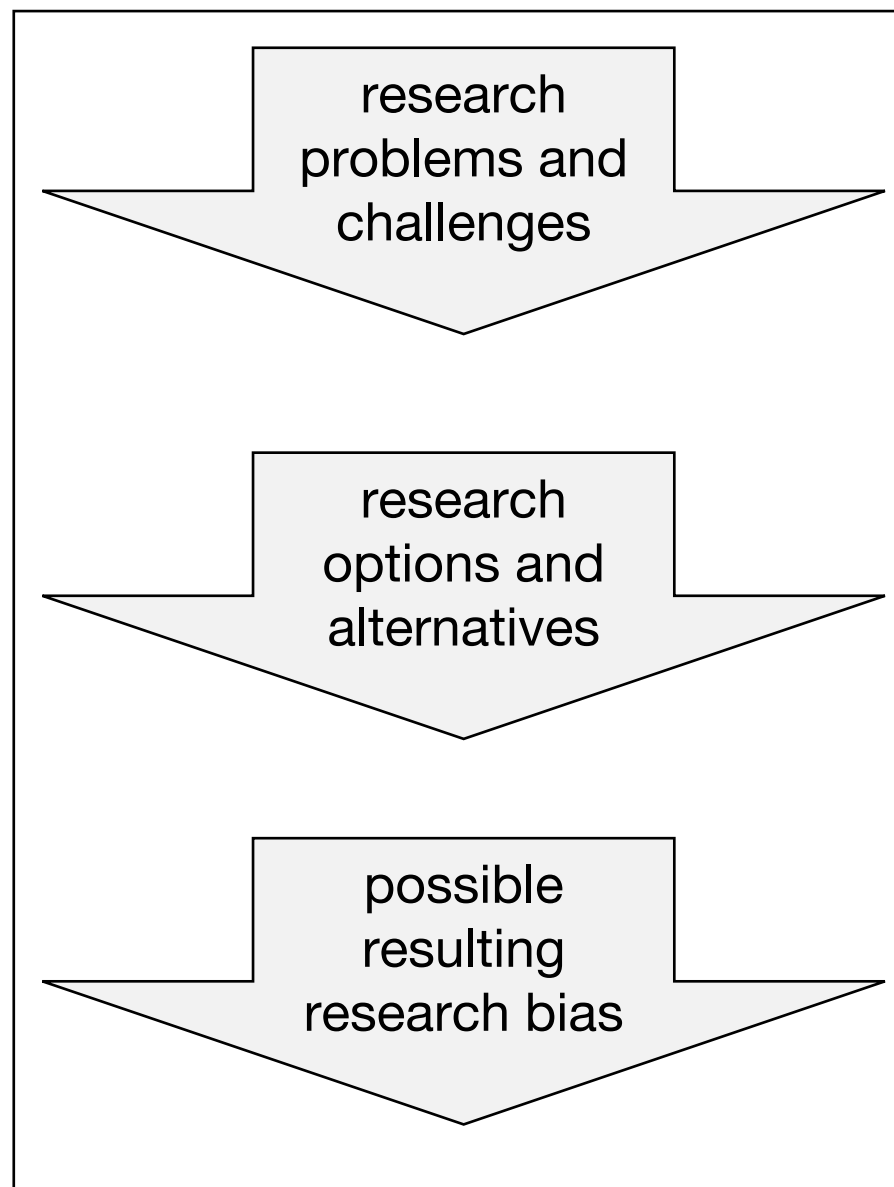 research
problems and
challenges
research
options and
alternatives
possible
resulting
research bias